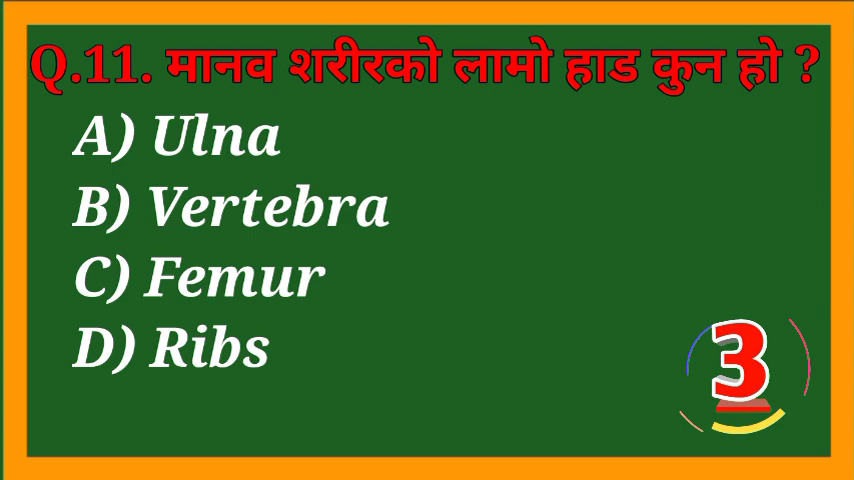 Q.11. मानव शरीरको लामो हाड कुन हो ?
A) Ulna
B) Vertebra
C) Femur
D) Ribs
3